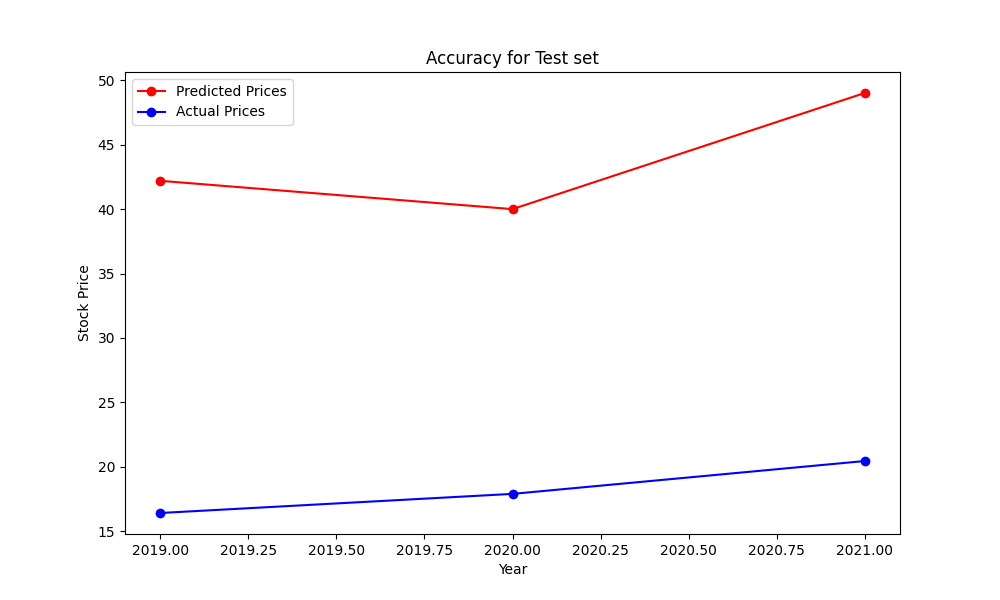 Accuracy for Test set
Predicted Prices
Actual Prices
50
45
40
35
30
25
20
15
Stock Price
2019.00 2019.25 2019.50 2019.75 2020.00 2020.25 2020.50 2020.75 2021.00
Year